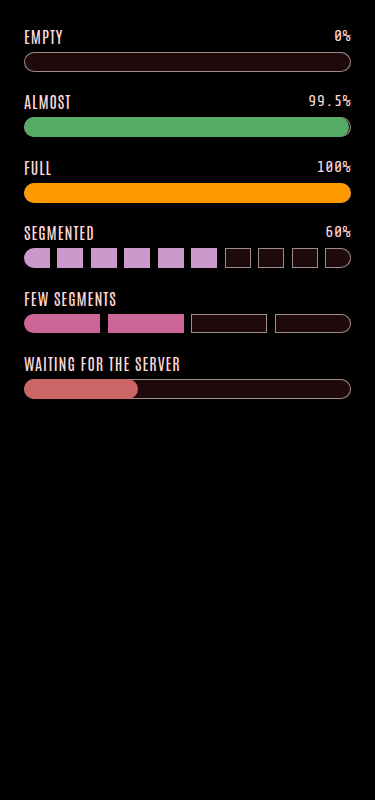 EMPTY 0%
ALMOST 99.5%
FULL 100%
SEGMENTED 60%
FEW SEGMENTS
WAITING FOR THE SERVER